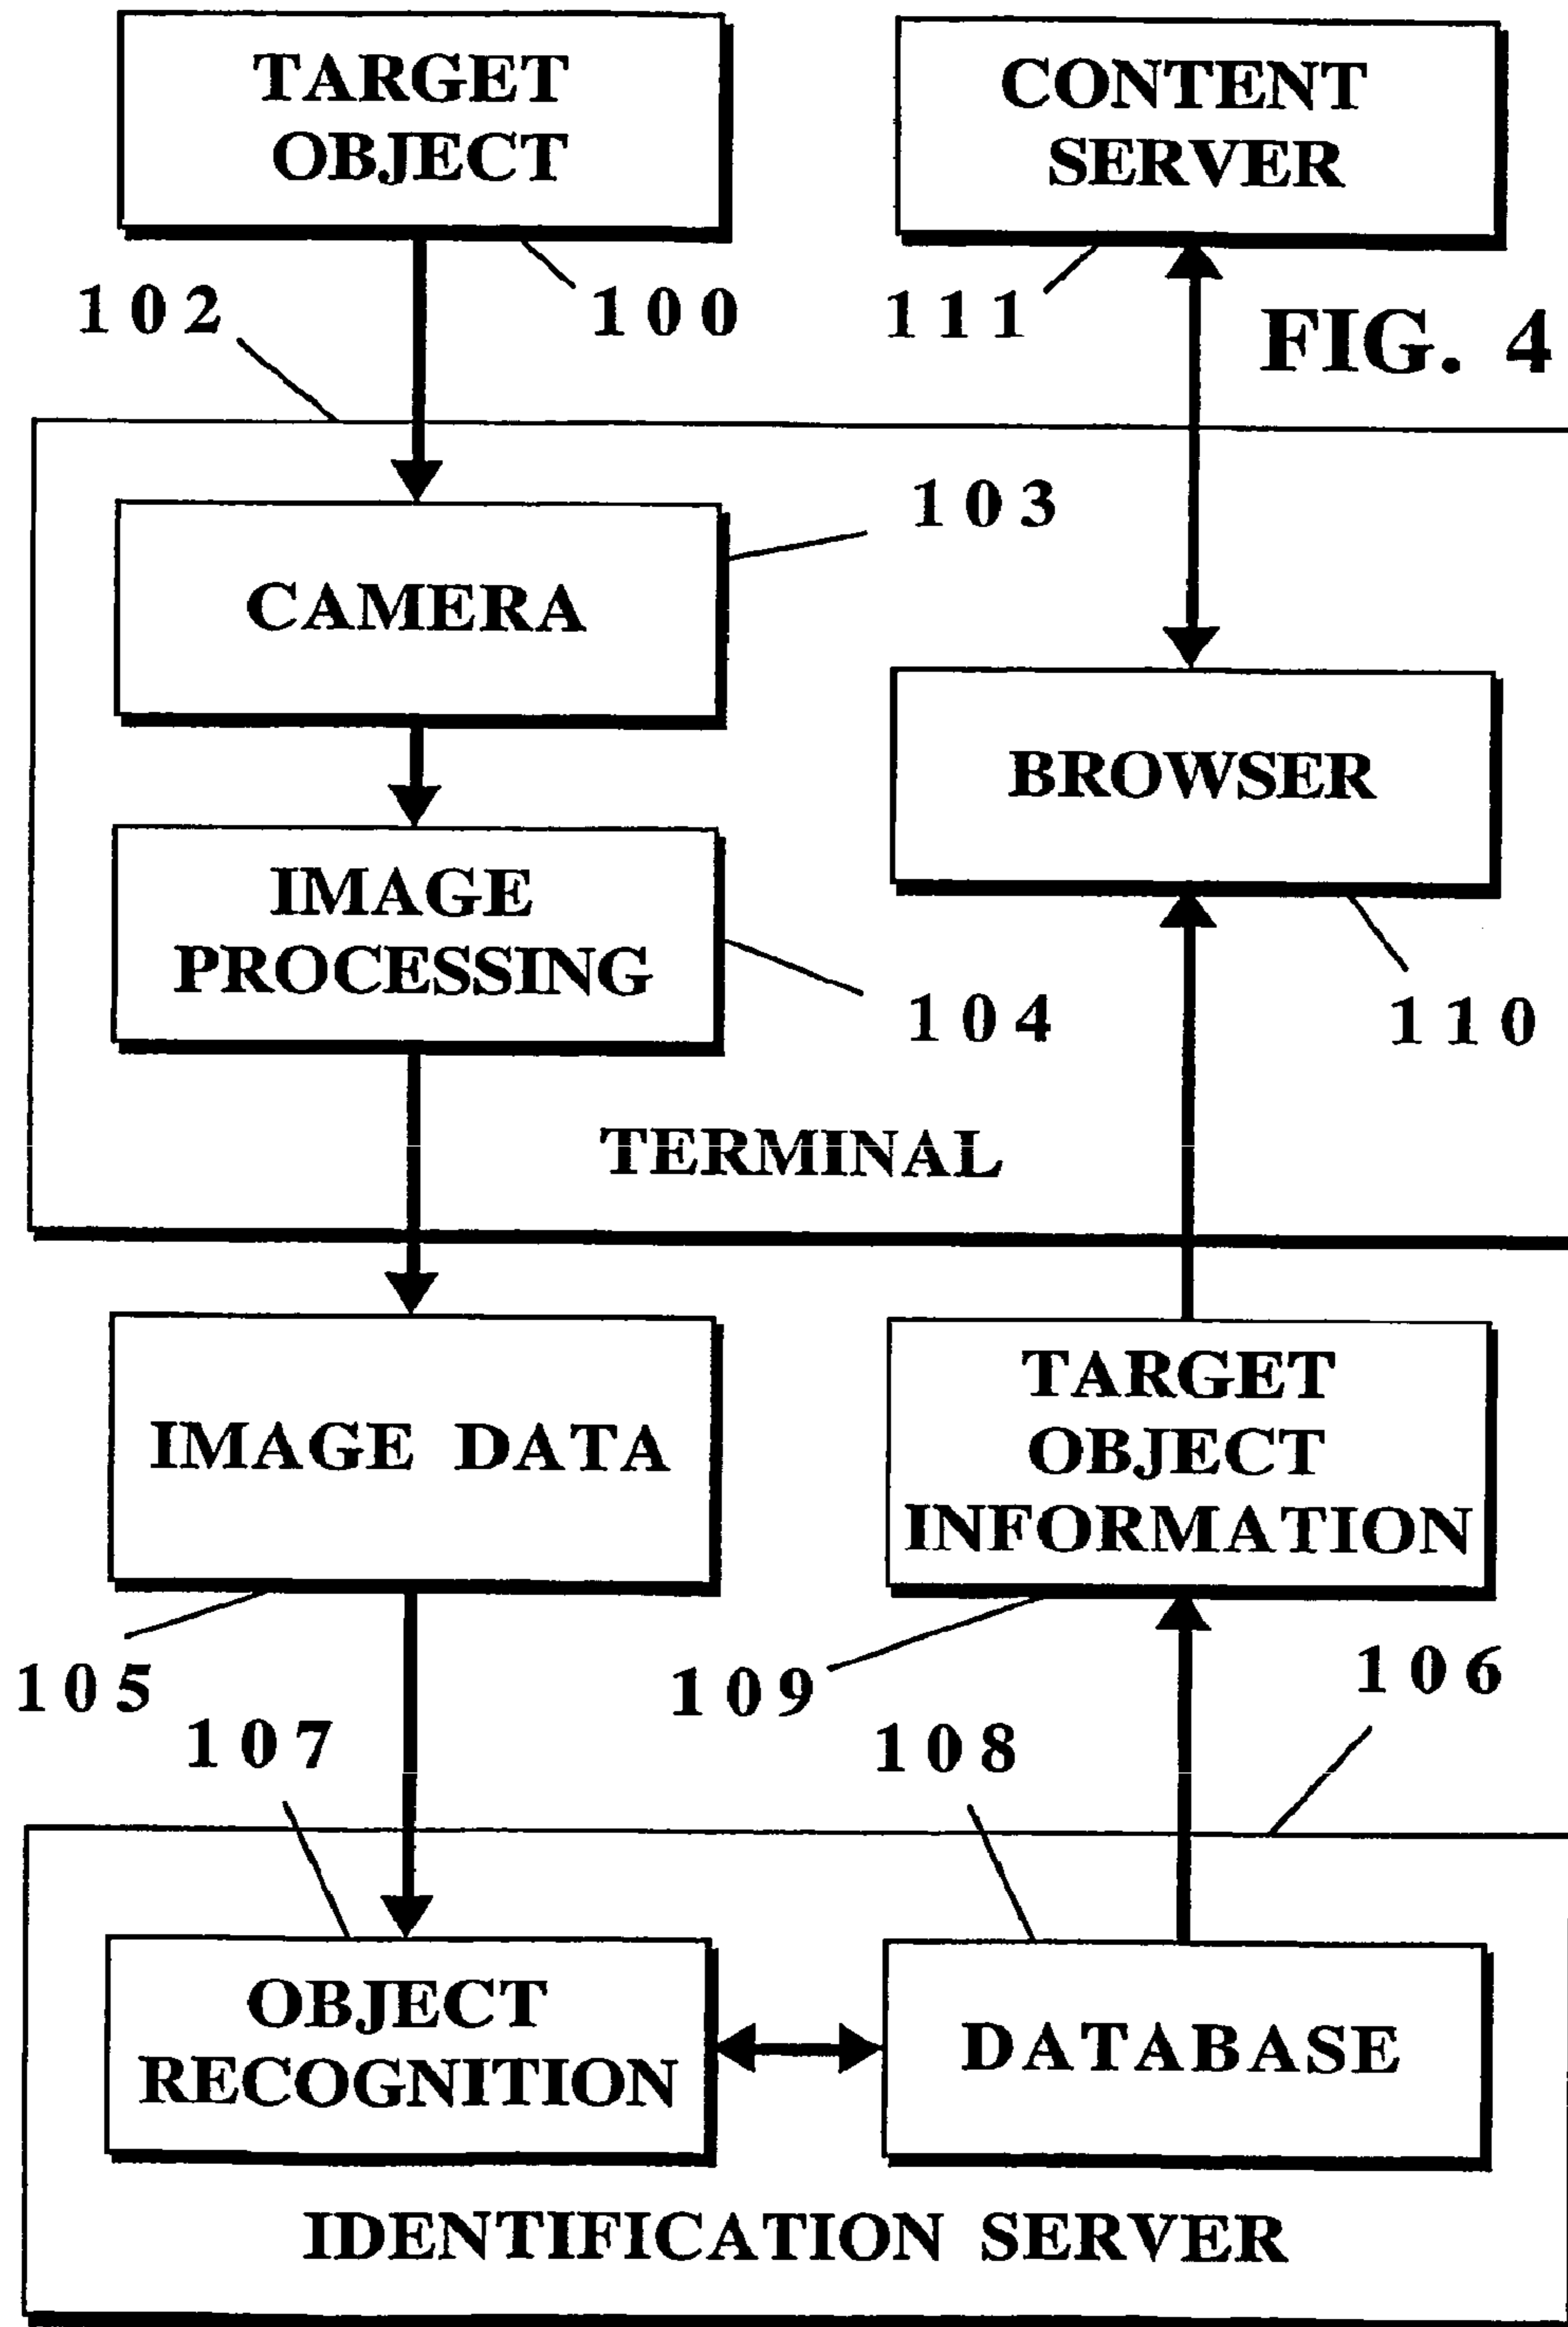 TARGET
OBJECT
CONTENT
SERVER
102
100
111
FIG. 4
103
CAMERA
BROWSER
IMAGE
PROCESSING
104
110
TERMINAL
IMAGE DATA
TARGET
OBJECT
INFORMATION
105
109
106
107
108
OBJECT
RECOGNITION
DATABASE
IDENTIFICATION SERVER